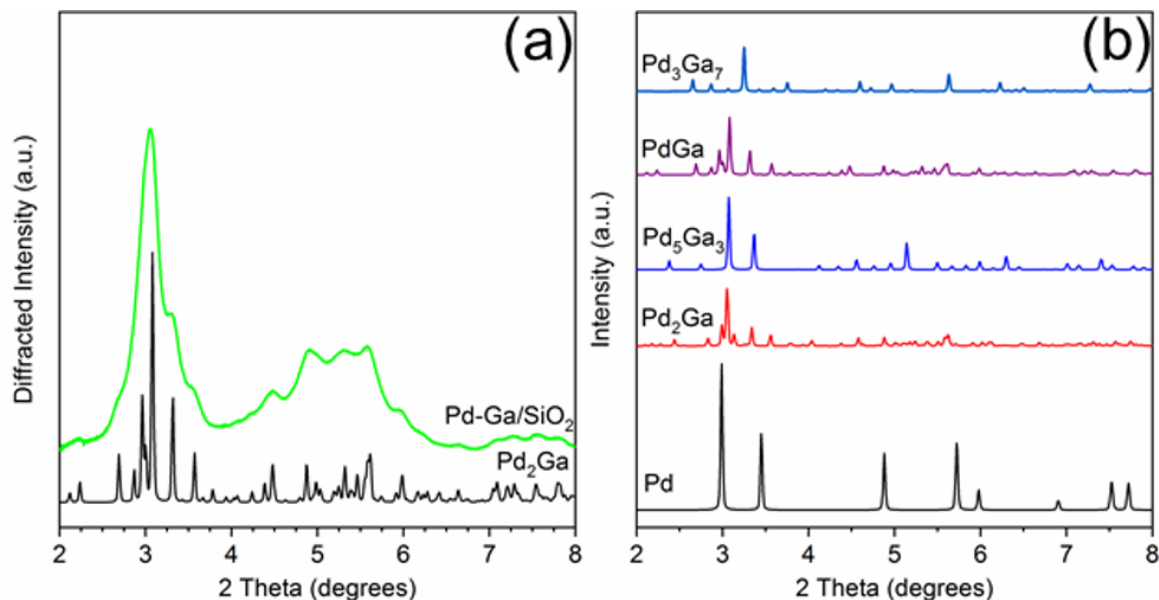 (a)
Diffracted Intensity (a.u.)
Pd-Ga/SiO₂
Pd₂Ga
2 3 4 5 6 7 8
2 Theta (degrees)
(b)
Intensity (a.u.)
Pd₃Ga₇
PdGa
Pd₅Ga₃
Pd₂Ga
Pd
2 3 4 5 6 7 8
2 Theta (degrees)